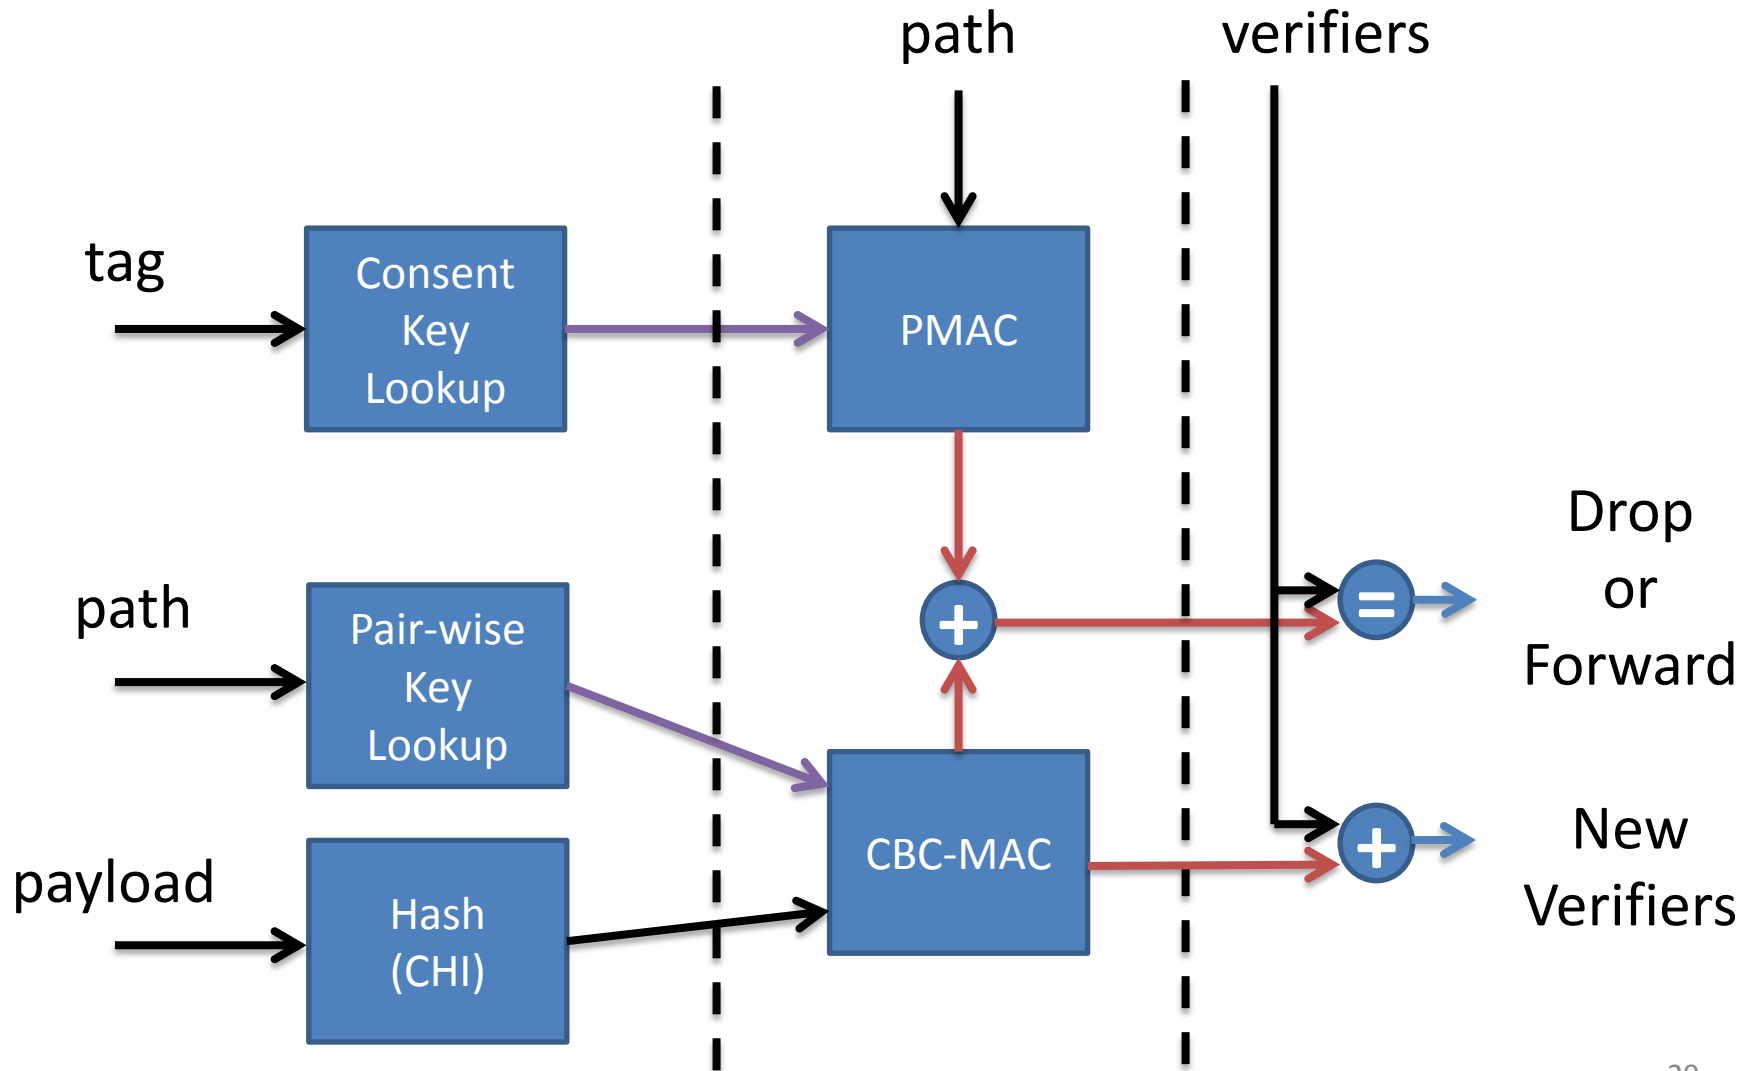 path
verifiers
tag
Consent
Key
Lookup
PMAC
path
Pair-wise
Key
Lookup
+
=
Drop
or
Forward
payload
Hash
(CHI)
CBC-MAC
+
New
Verifiers